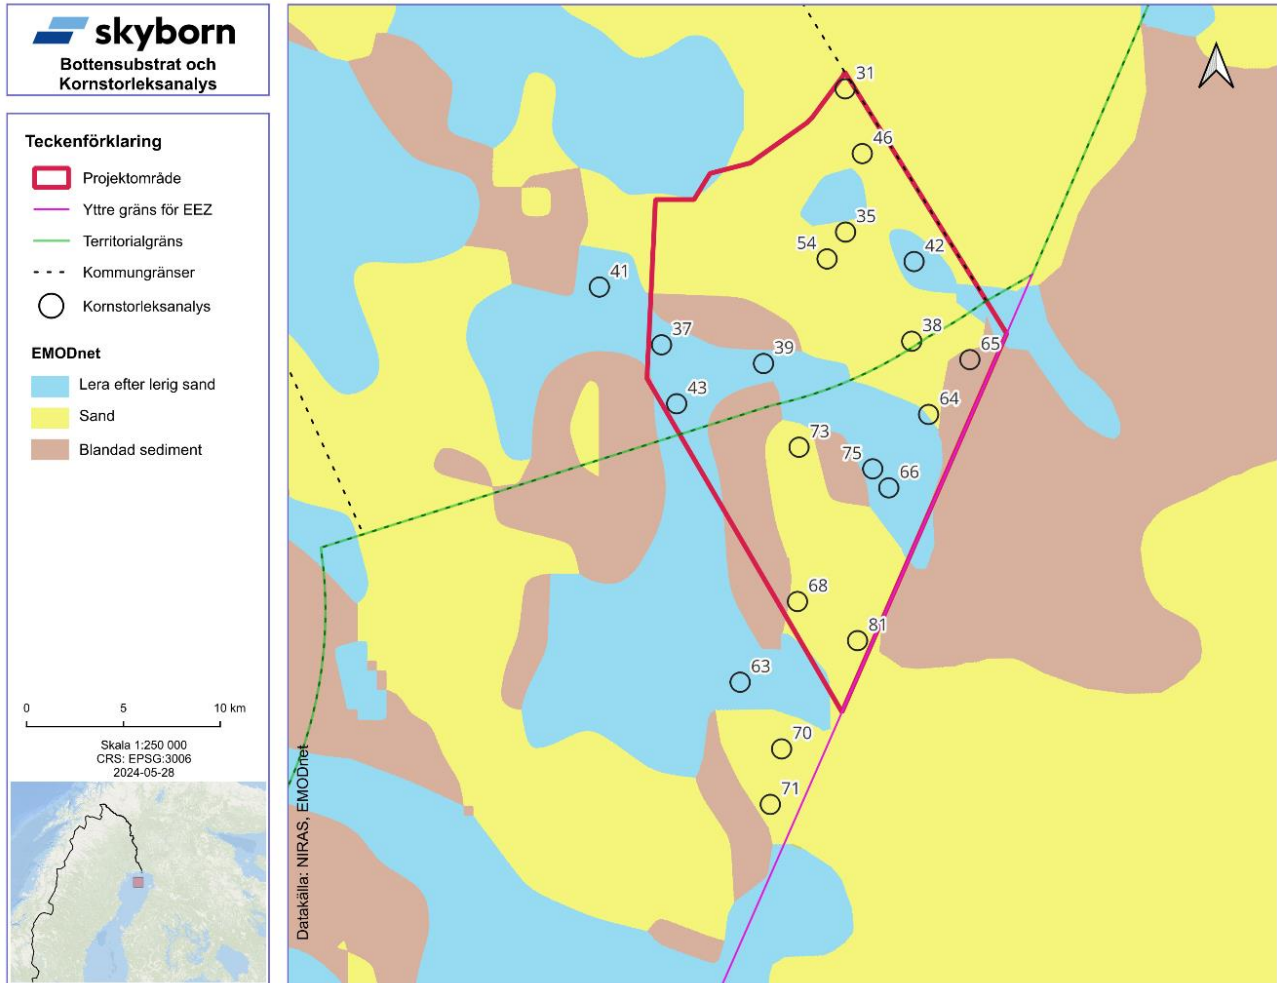 skyborn
Bottensubstrat och
Kornstorleksanalys
Teckenförklaring
Projektområde
Yttre gräns för EEZ
Territorialgräns
Kommungränser
Kornstorleksanalys
EMODnet
Lera efter lerig sand
Sand
Blandad sediment
0 5 10 km
Skala 1:250 000
CRS: EPSG:3006
2024-05-28
Datakälla: NIRAS, EMODnet
31
46
35
54
42
41
37
38
39
65
43
64
73
75
66
68
81
63
70
71